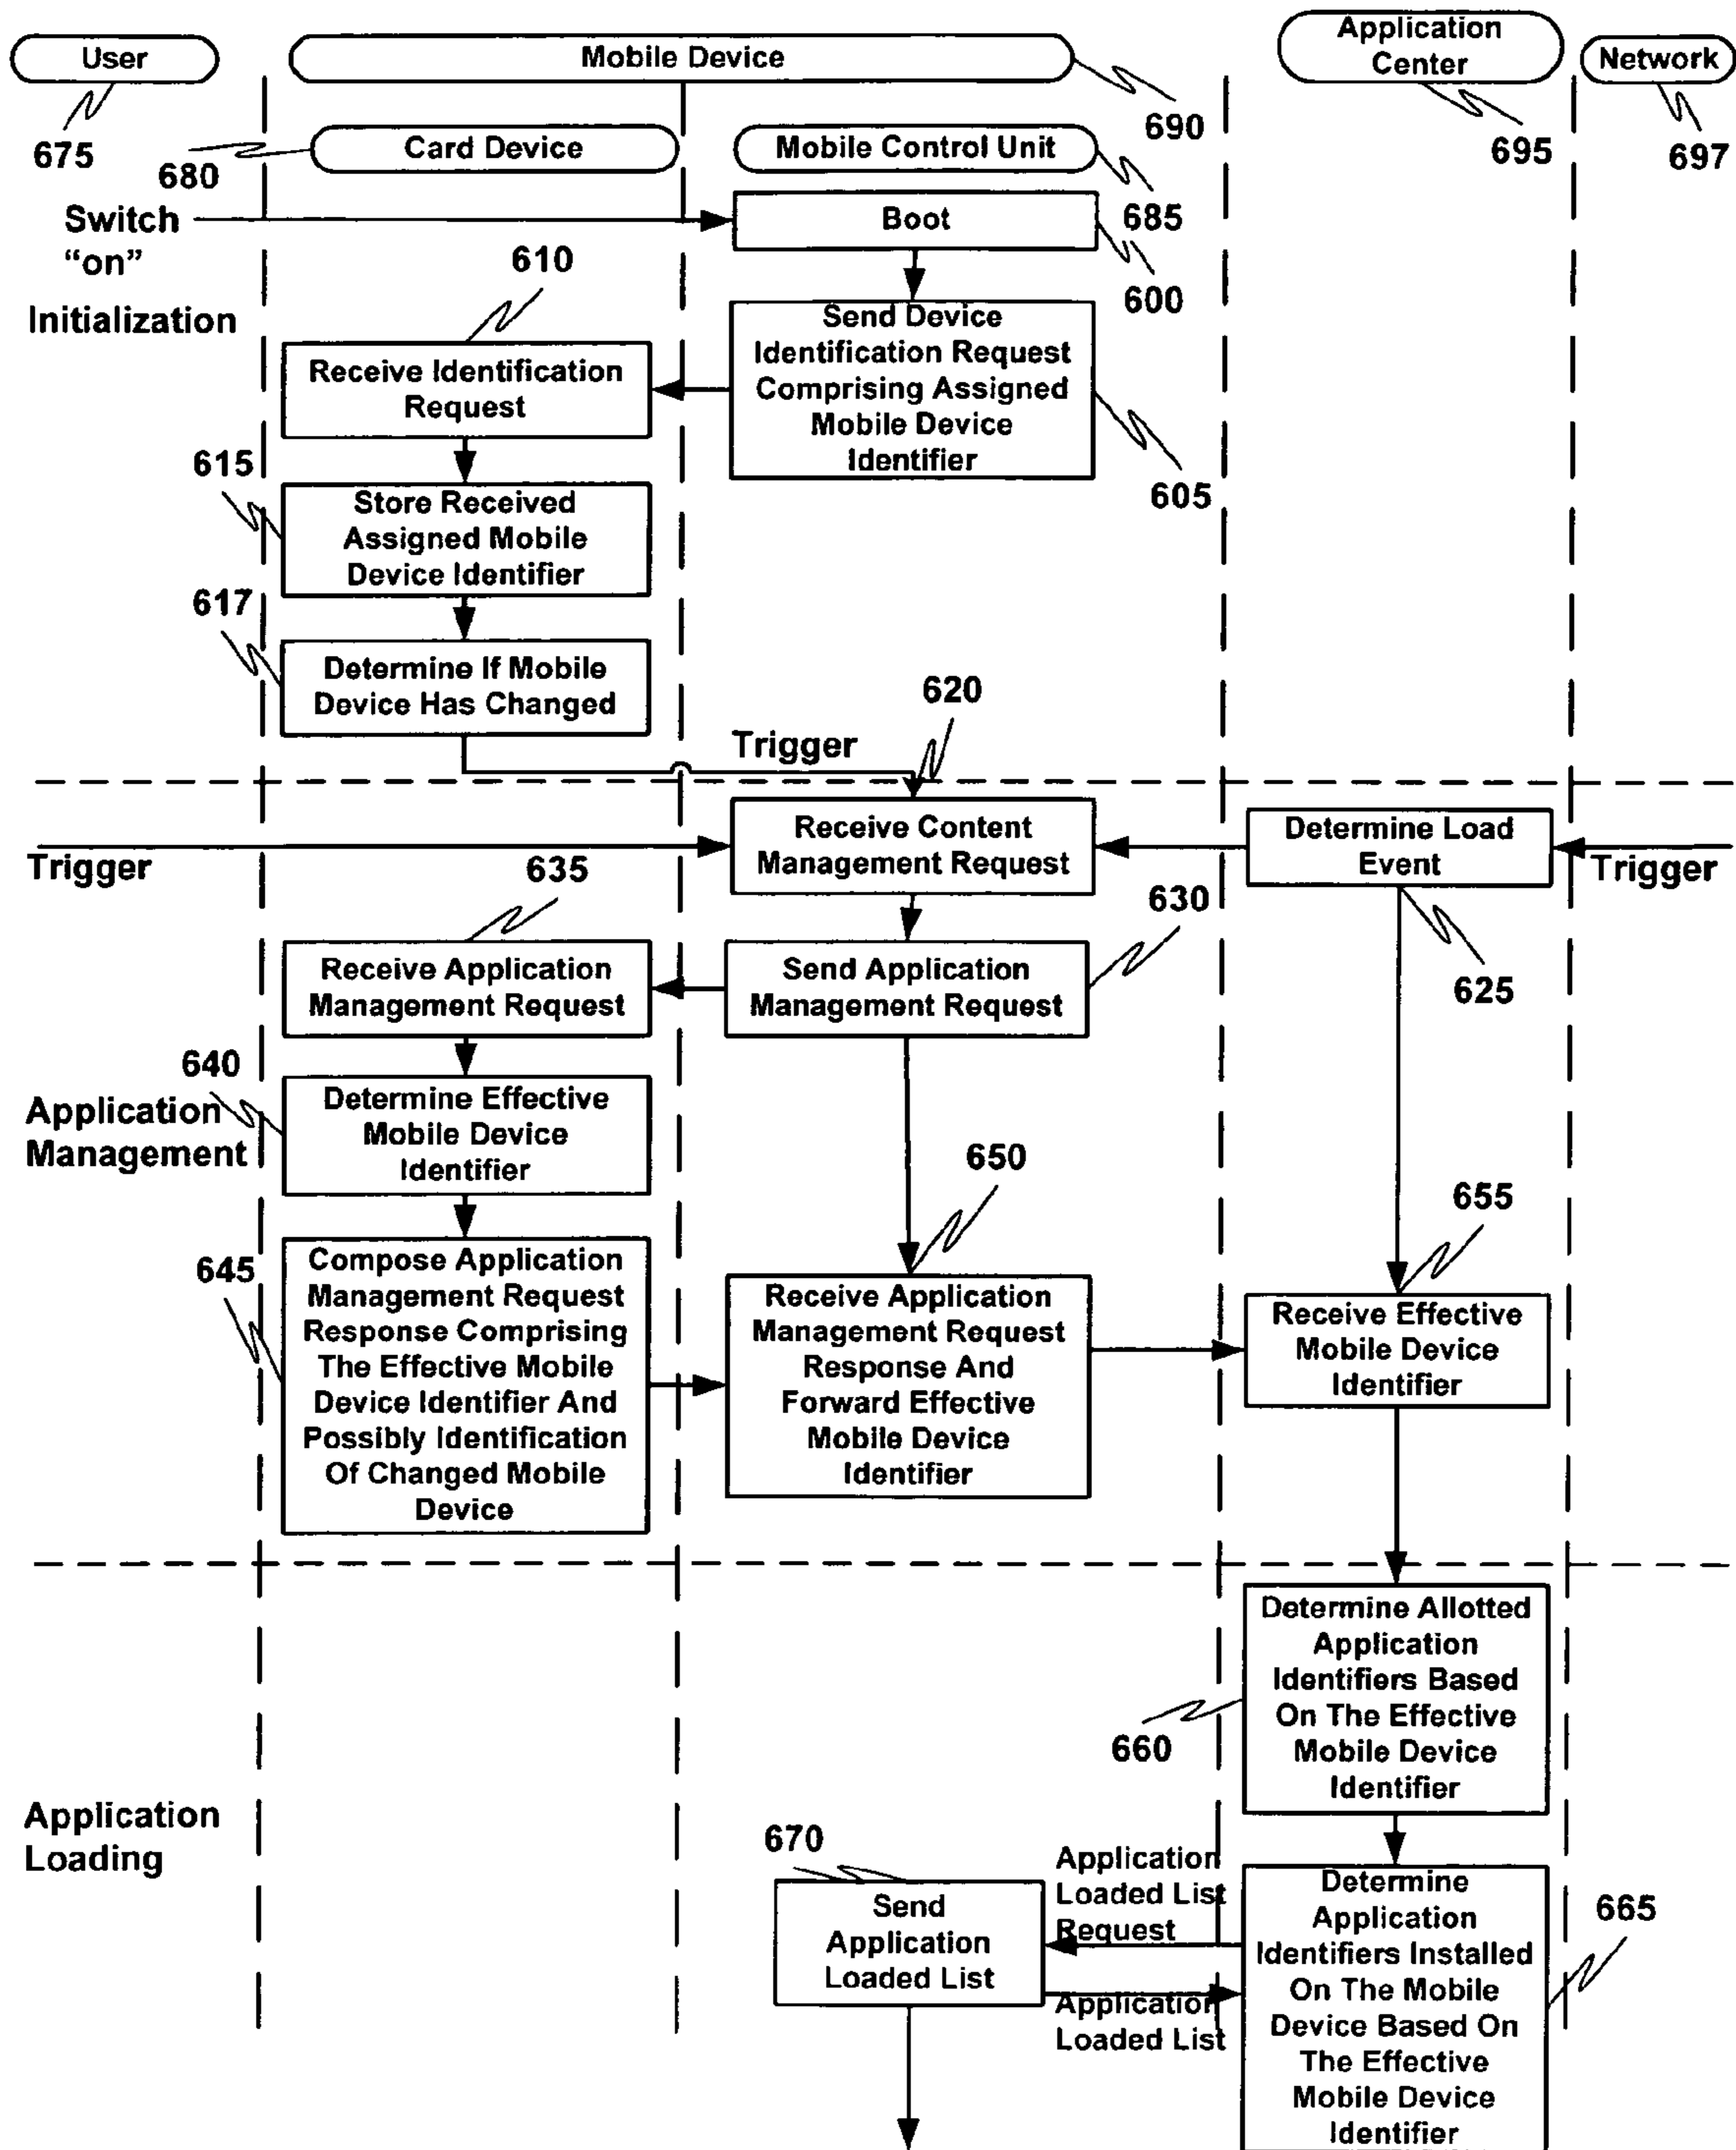 User
Mobile Device
Application
Center
Network
675
680
Card Device
Mobile Control Unit
690
695
697
Switch
“on”
Boot
685
600
Initialization
610
Receive Identification
Request
Send Device
Identification Request
Comprising Assigned
Mobile Device
Identifier
605
615
Store Received
Assigned Mobile
Device Identifier
617
Determine If Mobile
Device Has Changed
Trigger
620
Trigger
Receive Content
Management Request
Determine Load
Event
Trigger
635
630
625
Receive Application
Management Request
Send Application
Management Request
640
Application
Management
Determine Effective
Mobile Device
Identifier
650
655
645
Compose Application
Management Request
Response Comprising
The Effective Mobile
Device Identifier And
Possibly Identification
Of Changed Mobile
Device
Receive Application
Management Request
Response And
Forward Effective
Mobile Device
Identifier
Receive Effective
Mobile Device
Identifier
Determine Allotted
Application
Identifiers Based
On The Effective
Mobile Device
Identifier
660
Application
Loading
670
Send
Application
Loaded List
Application
Loaded List
Request
Application
Loaded List
Determine
Application
Identifiers Installed
On The Mobile
Device Based On
The Effective
Mobile Device
Identifier
665